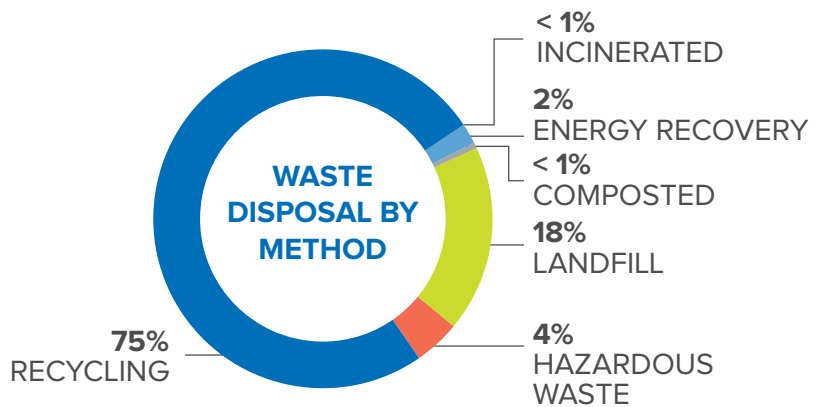 < 1%
INCINERATED
2%
ENERGY RECOVERY
< 1%
COMPOSTED
18%
LANDFILL
4%
HAZARDOUS
WASTE
75%
RECYCLING
WASTE
DISPOSAL BY
METHOD